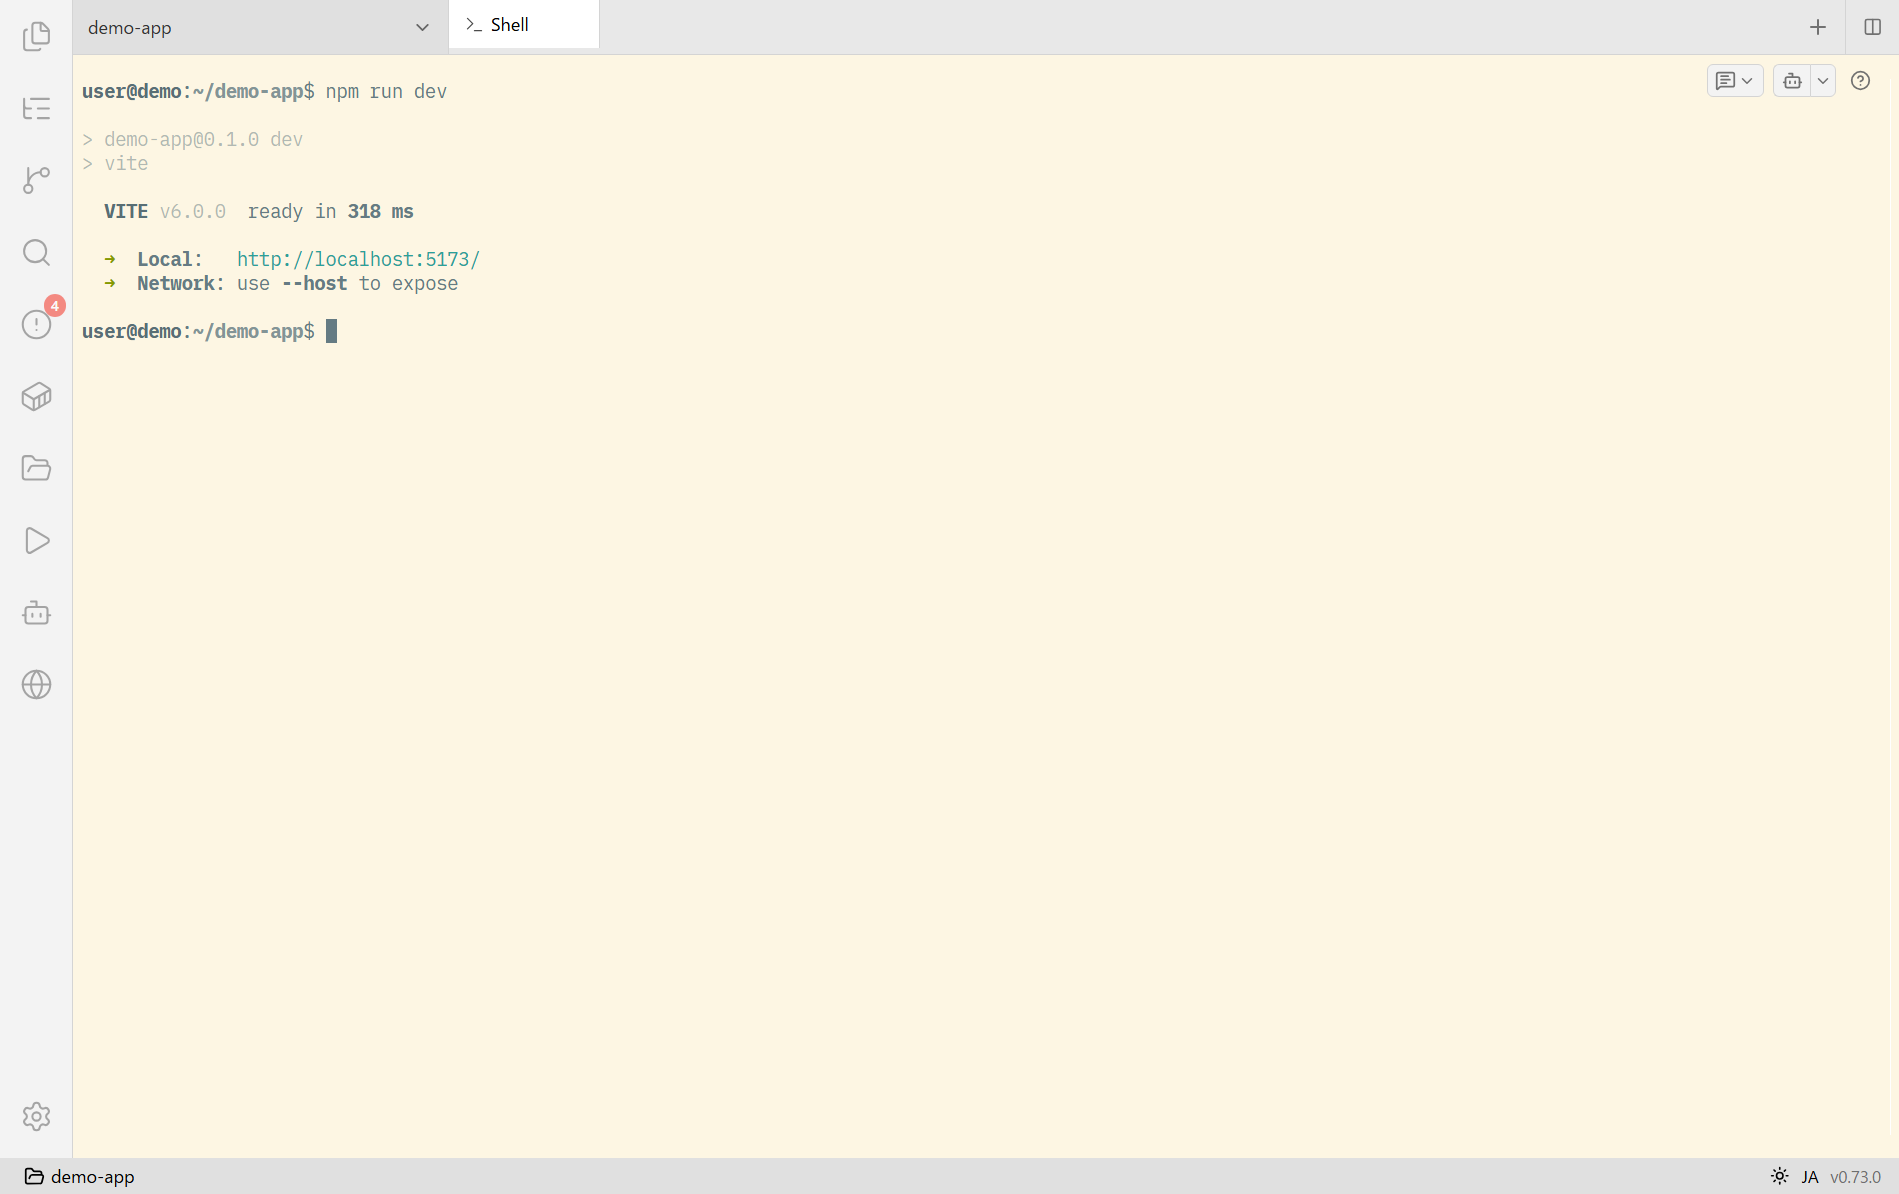 demo-app
Shell
user@demo:~/demo-app$ npm run dev
> demo-app@0.1.0 dev
> vite
VITE v6.0.0  ready in 318 ms
➜  Local:   http://localhost:5173/
➜  Network: use --host to expose
user@demo:~/demo-app$
4
demo-app
JA
v0.73.0